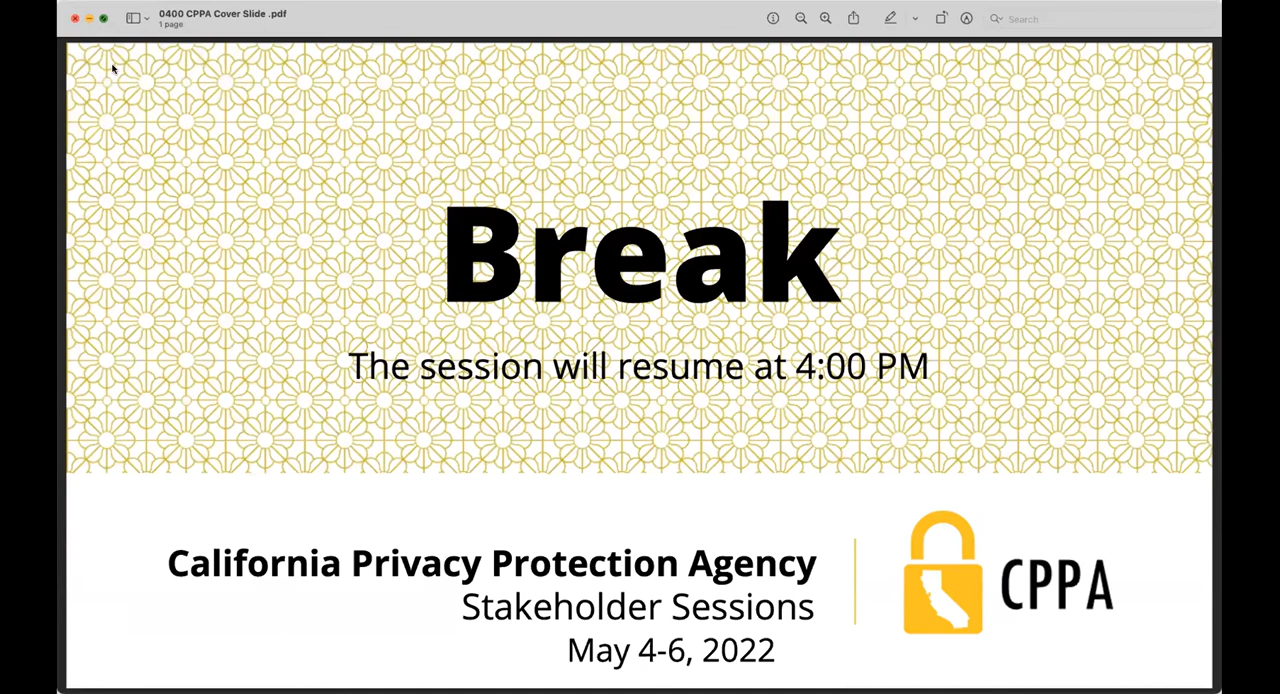 0400 CPPA Cover Slide .pdf
1 page
Search
Break
The session will resume at 4:00 PM
California Privacy Protection Agency
Stakeholder Sessions
May 4-6, 2022
CPPA